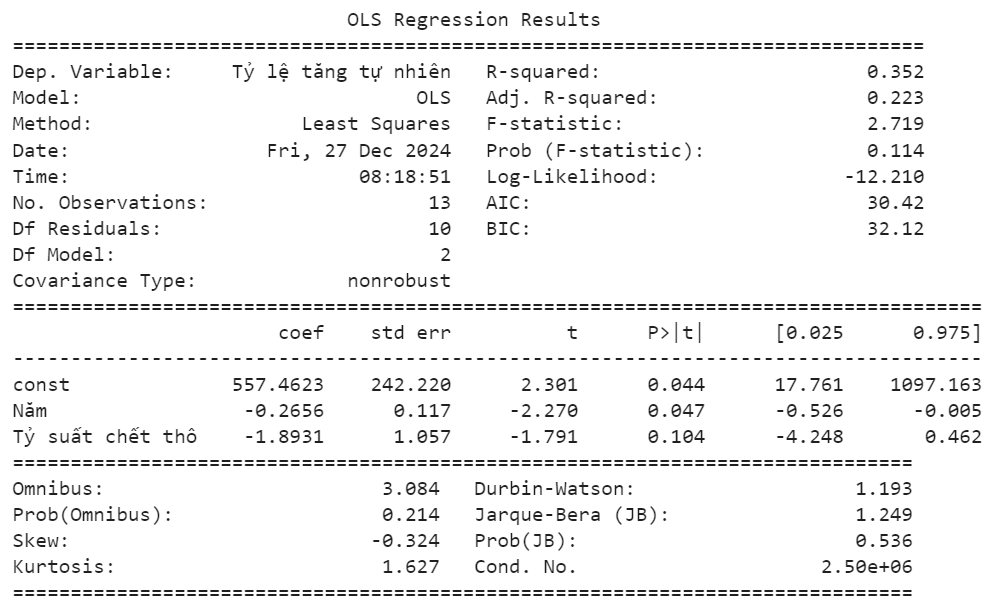 OLS Regression Results
==============================================================================
Dep. Variable:     Tỷ lệ tăng tự nhiên   R-squared:                       0.352
Model:                             OLS   Adj. R-squared:                  0.223
Method:                  Least Squares   F-statistic:                     2.719
Date:                 Fri, 27 Dec 2024   Prob (F-statistic):              0.114
Time:                         08:18:51   Log-Likelihood:                -12.210
No. Observations:                   13   AIC:                             30.42
Df Residuals:                       10   BIC:                             32.12
Df Model:                            2
Covariance Type:             nonrobust
===================================================================================
                       coef    std err          t      P>|t|      [0.025      0.975]
-----------------------------------------------------------------------------------
const              557.4623    242.220      2.301      0.044      17.761    1097.163
Năm                 -0.2656      0.117     -2.270      0.047      -0.526      -0.005
Tỷ suất chết thô    -1.8931      1.057     -1.791      0.104      -4.248       0.462
==============================================================================
Omnibus:                        3.084   Durbin-Watson:                   1.193
Prob(Omnibus):                  0.214   Jarque-Bera (JB):                1.249
Skew:                          -0.324   Prob(JB):                        0.536
Kurtosis:                       1.627   Cond. No.                     2.50e+06
==============================================================================